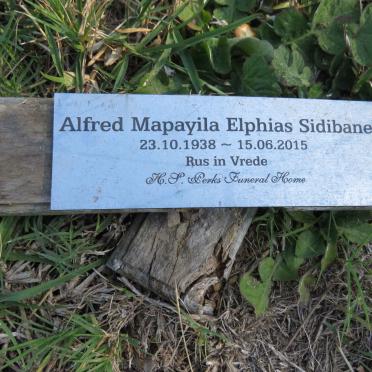 Alfred Mapayila Elphias Sidibane
23.10.1938 ~ 15.06.2015
Rus in Vrede
H.S. Perks Funeral Home